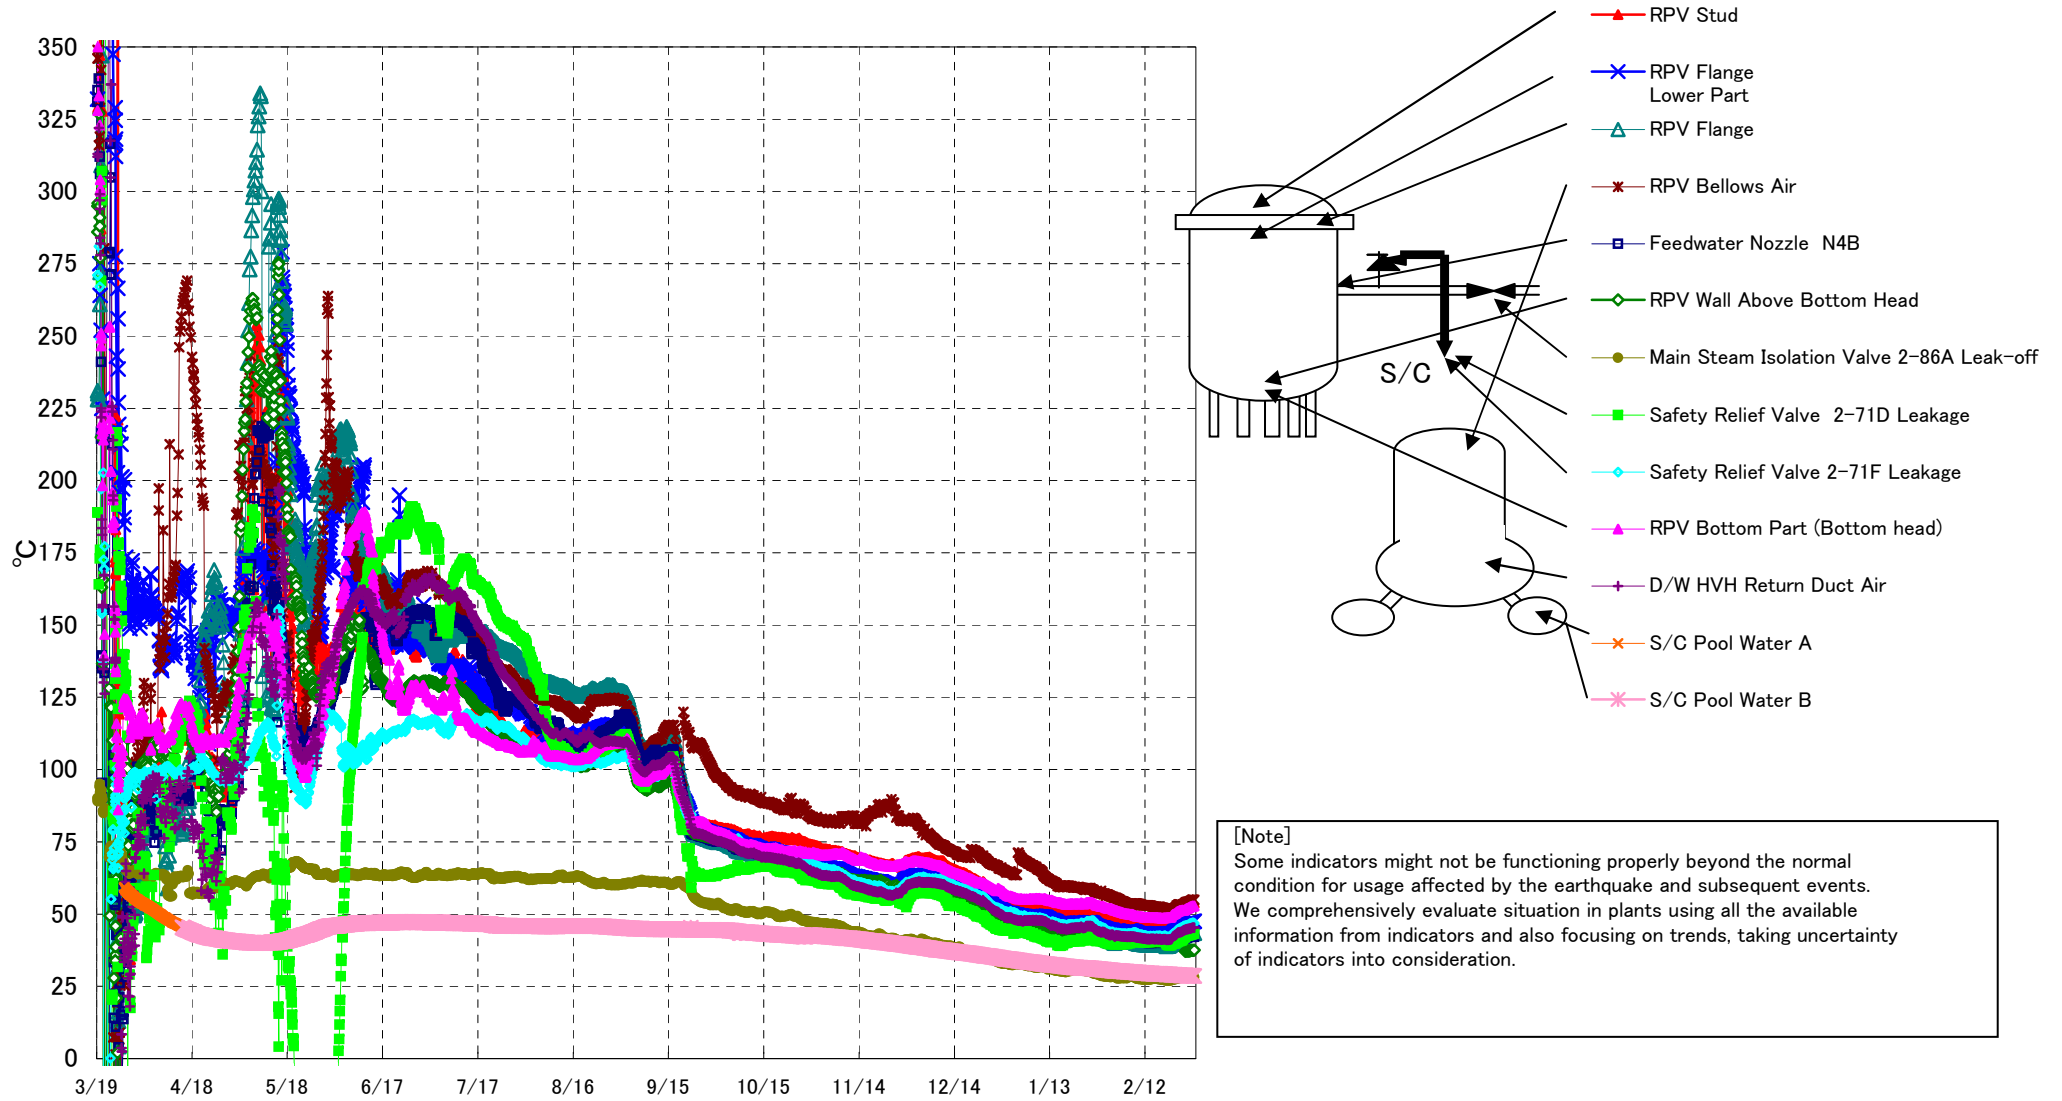 350
325
300
275
250
225
200
175
150
125
100
75
50
25
0
℃
3/19 4/18 5/18 6/17 7/17 8/16 9/15 10/15 11/14 12/14 1/13 2/12
RPV Stud
RPV Flange
Lower Part
RPV Flange
RPV Bellows Air
Feedwater Nozzle N4B
RPV Wall Above Bottom Head
Main Steam Isolation Valve 2-86A Leak-off
Safety Relief Valve 2-71D Leakage
Safety Relief Valve 2-71F Leakage
RPV Bottom Part (Bottom head)
D/W HVH Return Duct Air
S/C Pool Water A
S/C Pool Water B
S/C
[Note]
Some indicators might not be functioning properly beyond the normal
condition for usage affected by the earthquake and subsequent events.
We comprehensively evaluate situation in plants using all the available
information from indicators and also focusing on trends, taking uncertainty
of indicators into consideration.